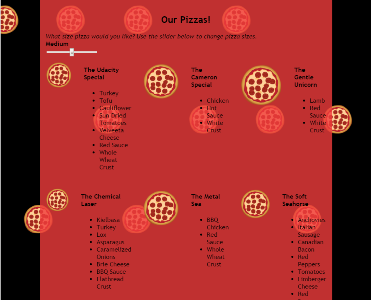 Our Pizzas!
What size pizza would you like? Use the slider below to change pizza sizes.
Medium
The Udacity
Special
Turkey
Tofu
Cauliflower
Sun Dried
Tomatoes
Velveeta
Cheese
Red Sauce
Whole
Wheat
Crust
The
Cameron
Special
Chicken
Hot
Sauce
White
Crust
The
Gentle
Unicorn
Lamb
Red
Sauce
White
Crust
The Chemical
Laser
Kielbasa
Turkey
Lox
Asparagus
Caramelized
Onions
Brie Cheese
BBQ Sauce
Flatbread
Crust
The Metal
Sea
BBQ
Chicken
Red
Sauce
Whole
Wheat
Crust
The Soft
Seahorse
Anchovies
Italian
Sausage
Canadian
Bacon
Red
Peppers
Tomatoes
Limberger
Cheese
Red